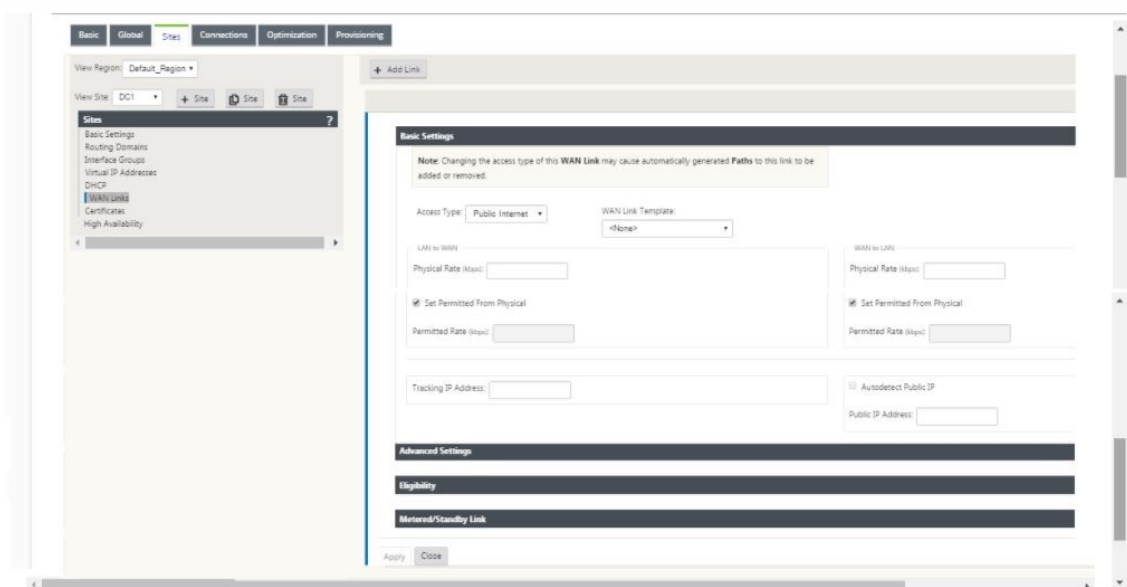 Basic Global Sites Connections Optimization Provisioning
View Region: Default_Region
+ Add Link
View Site: DC1 + Site Site Site
Sites ?
Basic Settings
Routing Domains
Interface Groups
Virtual IP Addresses
DHCP
WAN Links
Certificates
High Availability
Basic Settings
Note: Changing the access type of this WAN Link may cause automatically generated Paths to this link to be
added or removed.
Access Type: Public Internet
WAN Link Template:
<None>
LAN to WAN
WAN to LAN
Physical Rate (kbps):
Physical Rate (kbps):
Set Permitted From Physical
Set Permitted From Physical
Permitted Rate (kbps):
Permitted Rate (kbps):
Tracking IP Address:
Autodetect Public IP
Public IP Address:
Advanced Settings
Eligibility
Metered/Standby Link
Apply Close